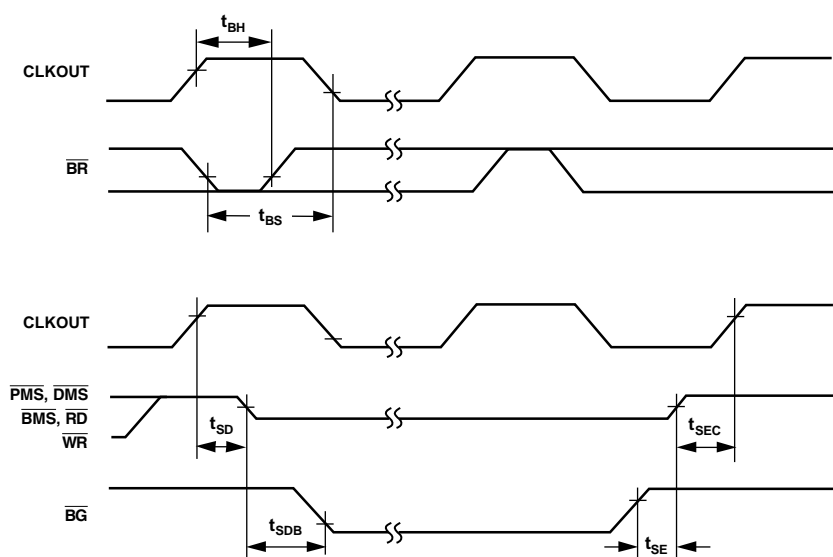 tBH
CLKOUT
BR
tBS
CLKOUT
PMS, DMS
BMS, RD
WR
tSD
tSEC
BG
tSDB
tSE